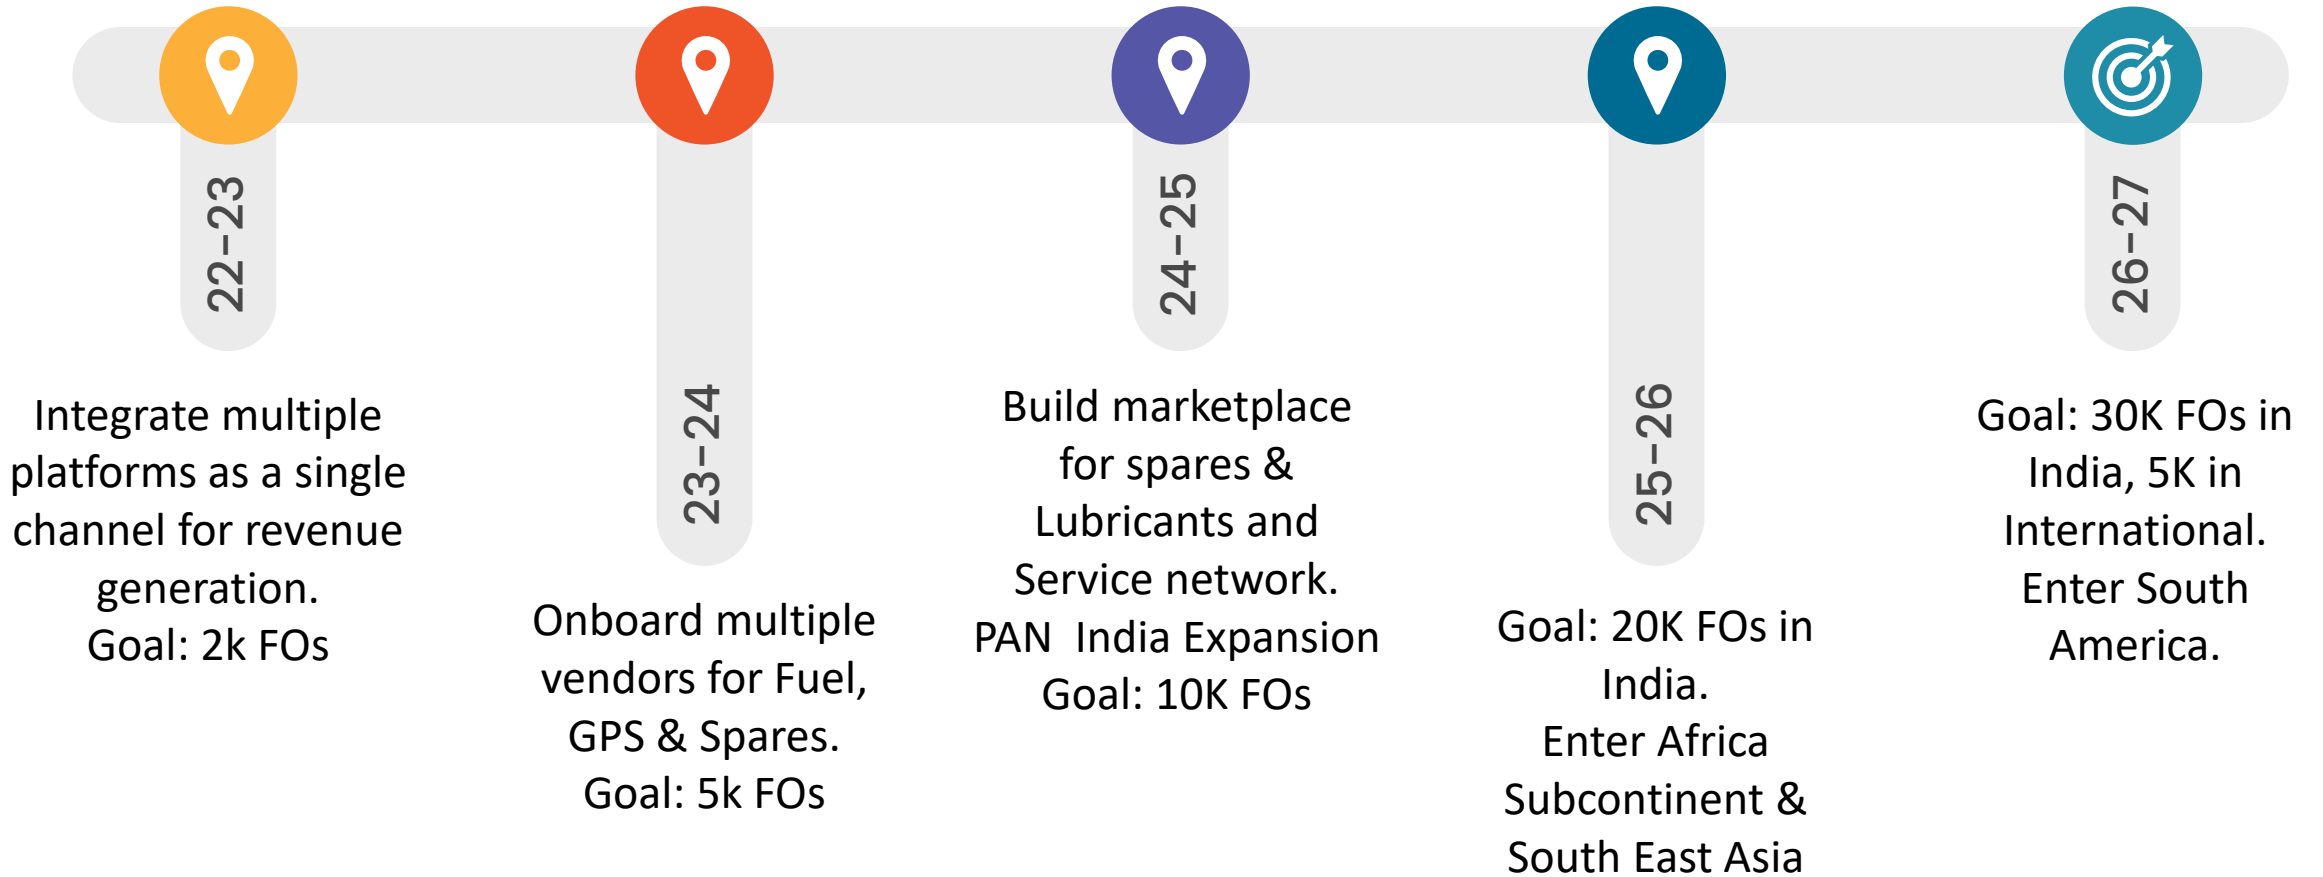 22-23
Integrate multiple
platforms as a single
channel for revenue
generation.
Goal: 2k FOs
23-24
Onboard multiple
vendors for Fuel,
GPS & Spares.
Goal: 5k FOs
24-25
Build marketplace
for spares &
Lubricants and
Service network.
PAN  India Expansion
Goal: 10K FOs
25-26
Goal: 20K FOs in
India.
Enter Africa
Subcontinent &
South East Asia
26-27
Goal: 30K FOs in
India, 5K in
International.
Enter South
America.